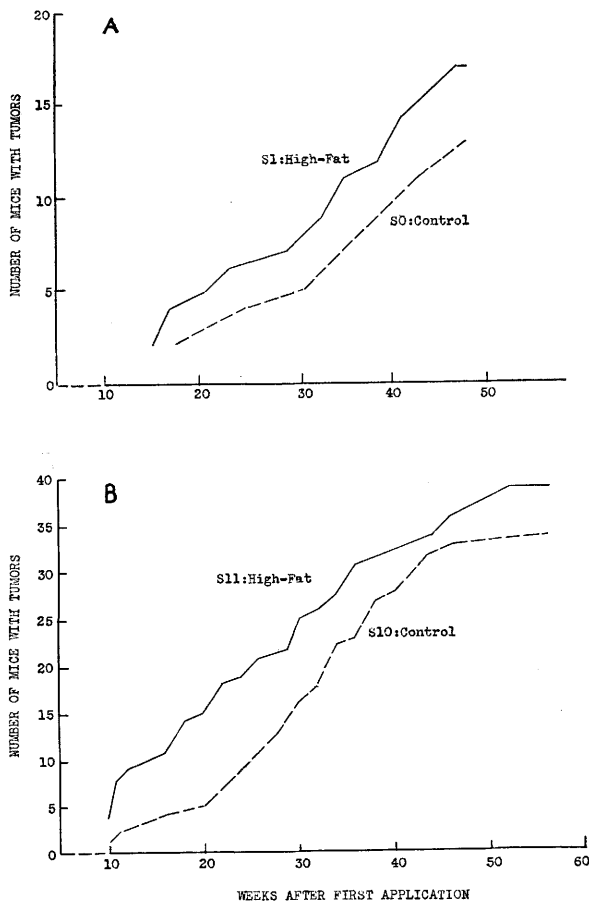 A
20
15
10
5
0
NUMBER OF MICE WITH TUMORS
S1:High-Fat
S0:Control
10 20 30 40 50
B
40
35
30
25
20
15
10
5
0
NUMBER OF MICE WITH TUMORS
S11:High-Fat
S10:Control
10 20 30 40 50 60
WEEKS AFTER FIRST APPLICATION